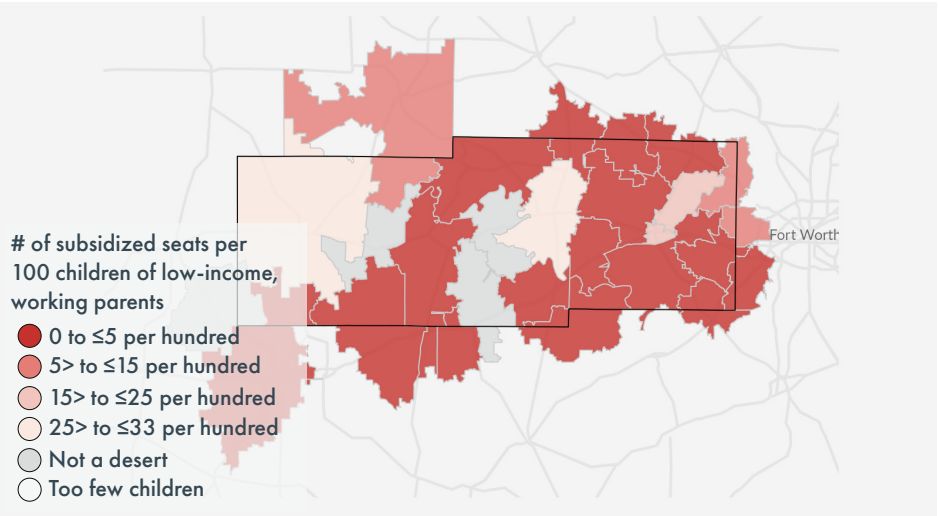 # of subsidized seats per
100 children of low-income,
working parents
0 to ≤5 per hundred
5> to ≤15 per hundred
15> to ≤25 per hundred
25> to ≤33 per hundred
Not a desert
Too few children
Fort Worth